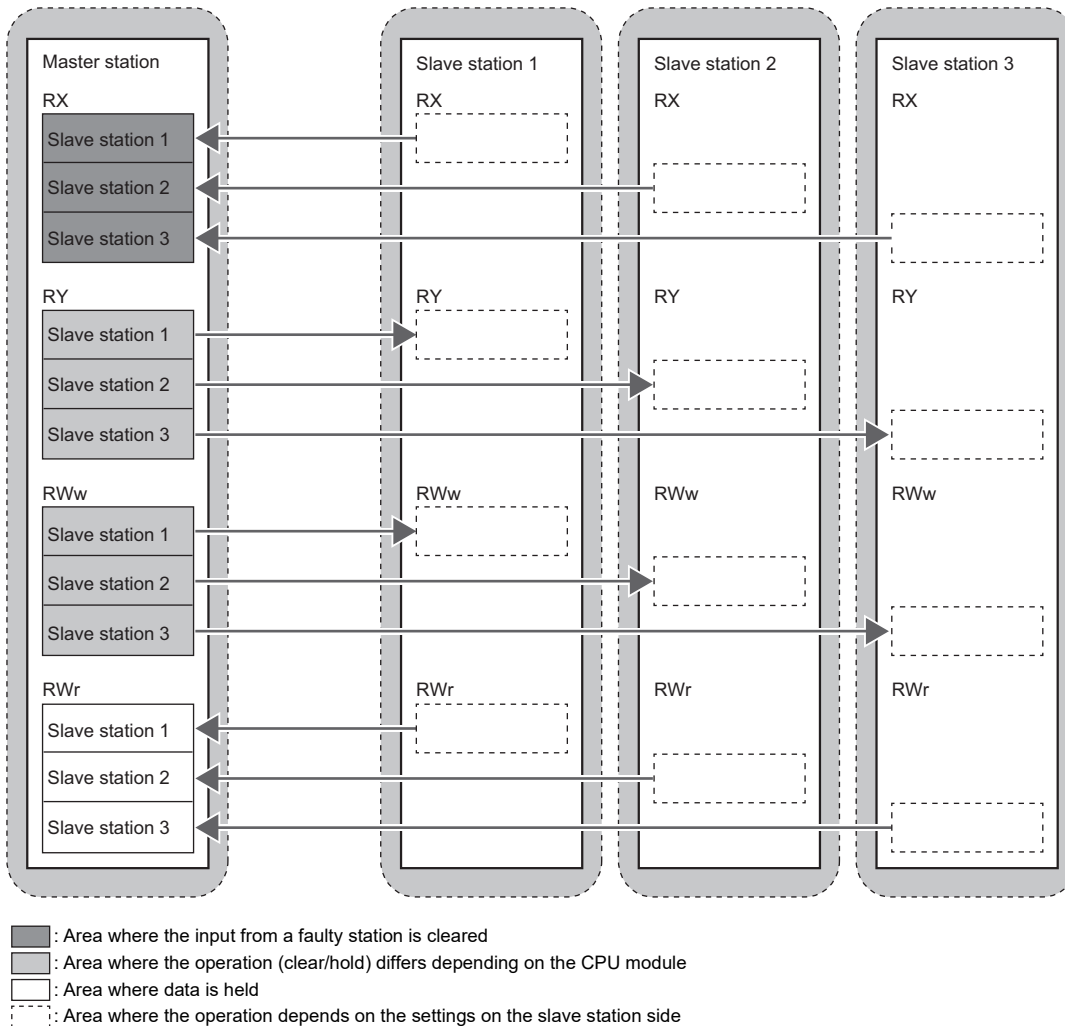 Master station
RX
Slave station 1
Slave station 2
Slave station 3
RY
Slave station 1
Slave station 2
Slave station 3
RWw
Slave station 1
Slave station 2
Slave station 3
RWr
Slave station 1
Slave station 2
Slave station 3
Slave station 1
RX
RY
RWw
RWr
Slave station 2
RX
RY
RWw
RWr
Slave station 3
RX
RY
RWw
RWr
: Area where the input from a faulty station is cleared
: Area where the operation (clear/hold) differs depending on the CPU module
: Area where data is held
: Area where the operation depends on the settings on the slave station side